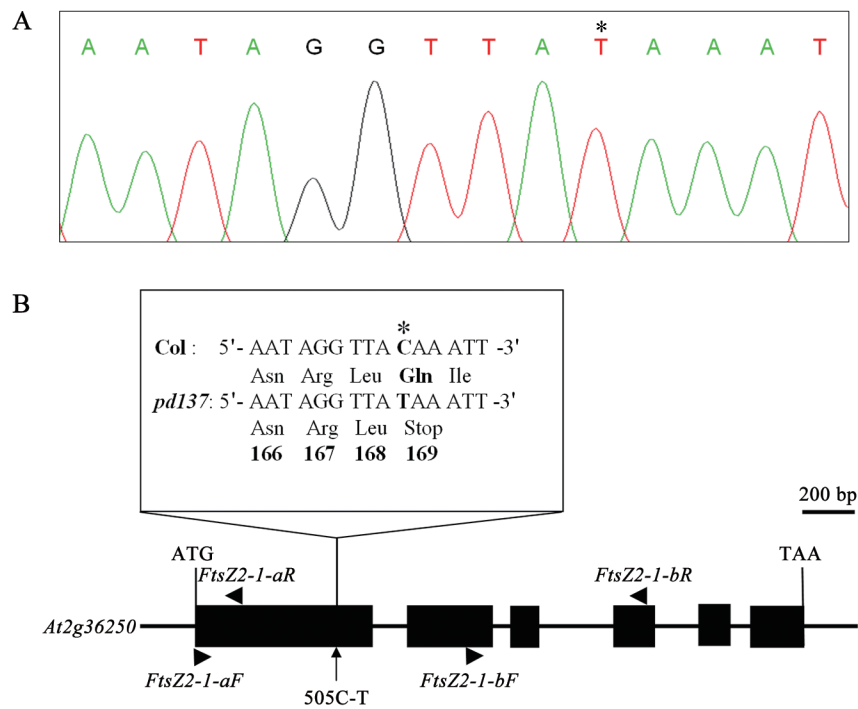 A
*
A A T A G G T T A T A A A T
B
*
Col : 5'- AAT AGG TTA CAA ATT -3'
Asn Arg Leu Gln Ile
pd137: 5'- AAT AGG TTA TAA ATT -3'
Asn Arg Leu Stop
166 167 168 169
200 bp
ATG TAA
FtsZ2-1-aR FtsZ2-1-bR
At2g36250
FtsZ2-1-aF FtsZ2-1-bF
505C-T